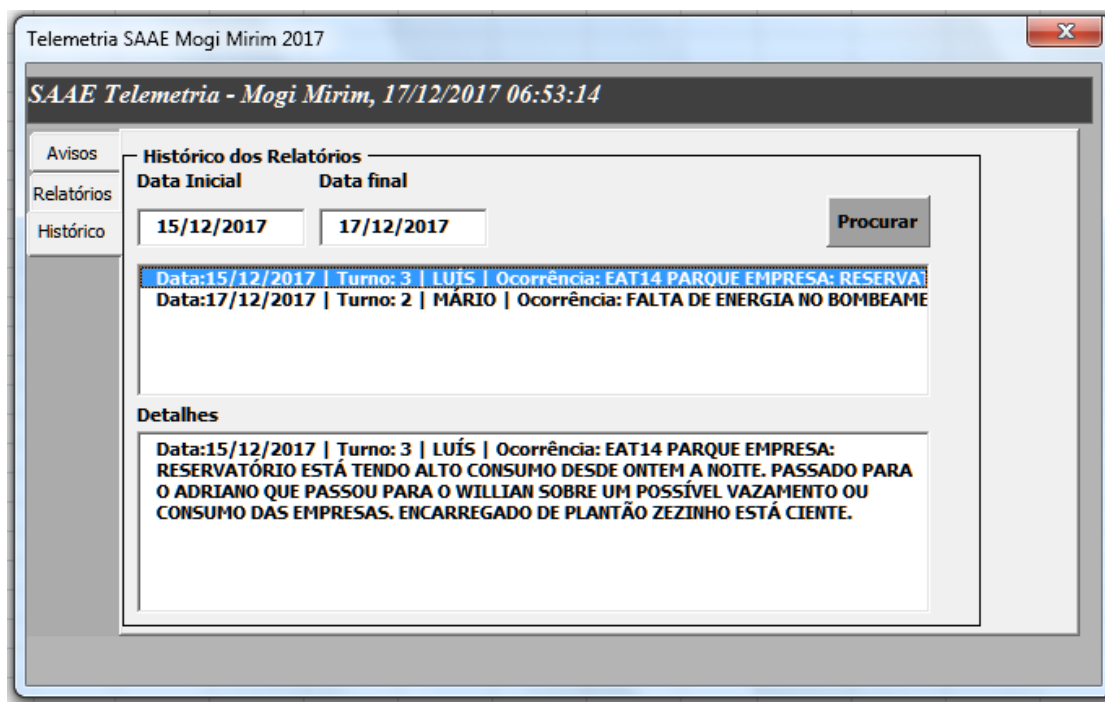 Telemetria SAAE Mogi Mirim 2017
SAAE Telemetria - Mogi Mirim, 17/12/2017 06:53:14
Avisos
Relatórios
Histórico
Histórico dos Relatórios
Data Inicial Data final
15/12/2017 17/12/2017 Procurar
Data:15/12/2017 | Turno: 3 | LUÍS | Ocorrência: EAT14 PARQUE EMPRESA: RESERVAT
Data:17/12/2017 | Turno: 2 | MÁRIO | Ocorrência: FALTA DE ENERGIA NO BOMBEAME
Detalhes
Data:15/12/2017 | Turno: 3 | LUÍS | Ocorrência: EAT14 PARQUE EMPRESA:
RESERVATÓRIO ESTÁ TENDO ALTO CONSUMO DESDE ONTEM A NOITE. PASSADO PARA
O ADRIANO QUE PASSOU PARA O WILLIAN SOBRE UM POSSÍVEL VAZAMENTO OU
CONSUMO DAS EMPRESAS. ENCARREGADO DE PLANTÃO ZEZINHO ESTÁ CIENTE.